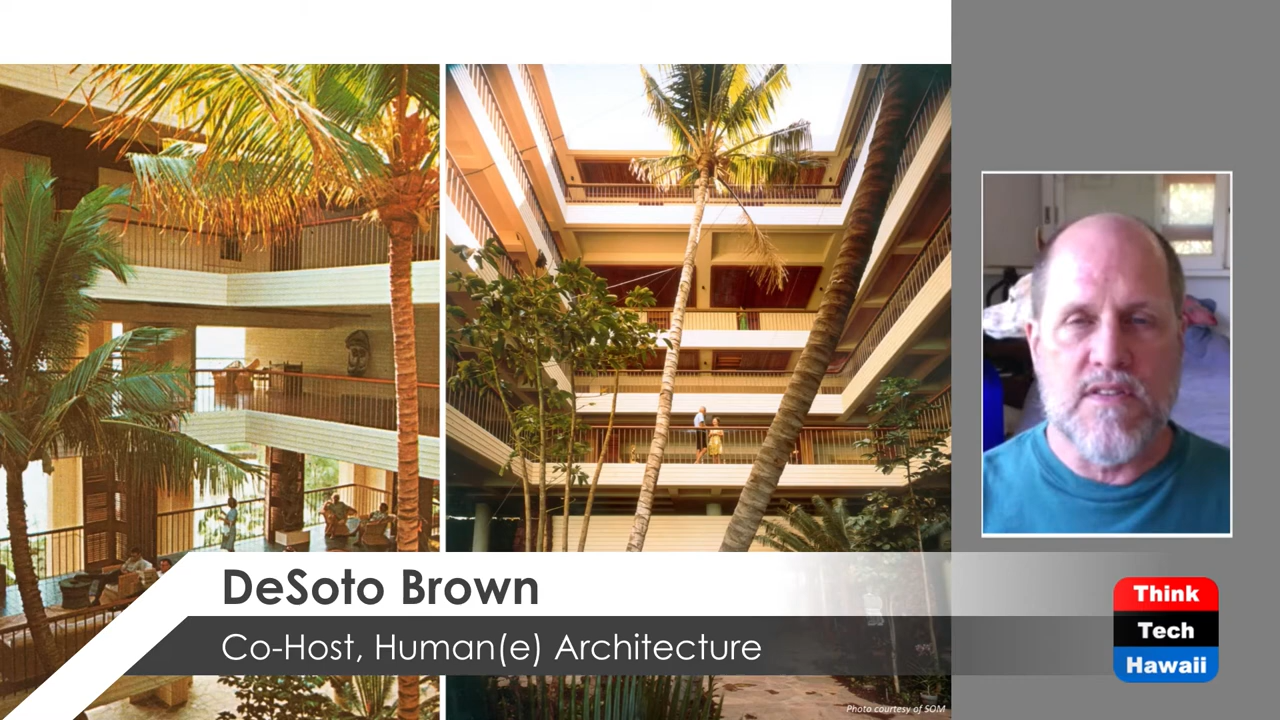 DeSoto Brown
Co-Host, Human(e) Architecture
Think
Tech
Hawaii
Photo courtesy of SOM